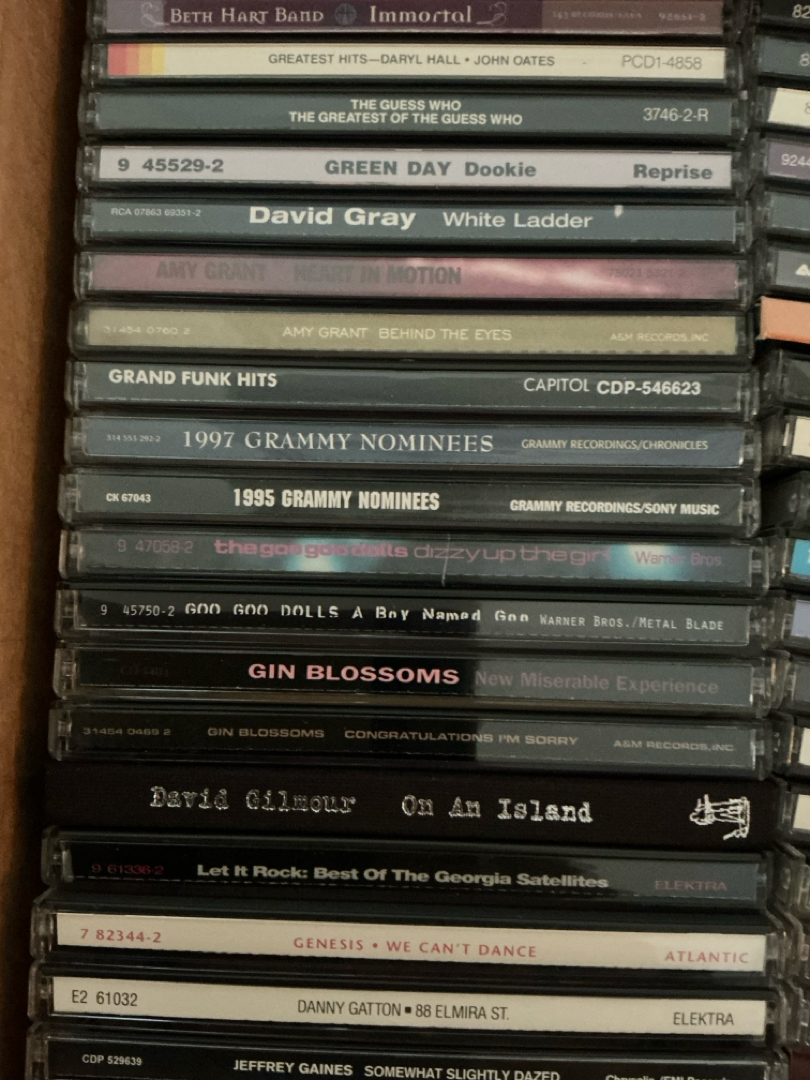 BETH HART BAND Immortal 92654-2
GREATEST HITS—DARYL HALL • JOHN OATES PCD1-4858
THE GUESS WHO
THE GREATEST OF THE GUESS WHO 3746-2-R
9 45529-2 GREEN DAY Dookie Reprise
RCA 07863 69351-2 David Gray White Ladder
AMY GRANT HEART IN MOTION
31454 0760 2 AMY GRANT BEHIND THE EYES A&M RECORDS, INC
GRAND FUNK HITS CAPITOL CDP-546623
314 553 292-2 1997 GRAMMY NOMINEES GRAMMY RECORDINGS/CHRONICLES
CK 67043 1995 GRAMMY NOMINEES GRAMMY RECORDINGS/SONY MUSIC
9 47058-2 the goo goo dolls dizzy up the girl Warner Bros.
9 45750-2 GOO GOO DOLLS A Boy Named Goo WARNER BROS./METAL BLADE
GIN BLOSSOMS New Miserable Experience
31454 0469 2 GIN BLOSSOMS CONGRATULATIONS I'M SORRY A&M RECORDS, INC
David Gilmour On An Island
9 61336-2 Let It Rock: Best Of The Georgia Satellites ELEKTRA
7 82344-2 GENESIS • WE CAN'T DANCE ATLANTIC
E2 61032 DANNY GATTON ■ 88 ELMIRA ST. ELEKTRA
CDP 529639 JEFFREY GAINES SOMEWHAT SLIGHTLY DAZED
9244